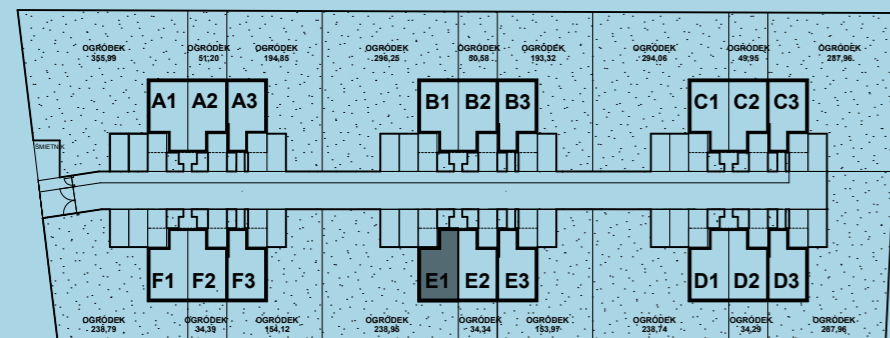 OGRÓDEK OGRÓDEK OGRÓDEK OGRÓDEK OGRÓDEK OGRÓDEK OGRÓDEK OGRÓDEK OGRÓDEK
355,99 51,20 194,85 296,25 50,58 193,32 294,06 49,95 287,96
A1 A2 A3 B1 B2 B3 C1 C2 C3
ŚMIETNIK
F1 F2 F3 E1 E2 E3 D1 D2 D3
OGRÓDEK OGRÓDEK OGRÓDEK OGRÓDEK OGRÓDEK OGRÓDEK OGRÓDEK OGRÓDEK OGRÓDEK
238,79 34,39 154,12 238,95 34,34 153,97 238,74 34,29 287,96